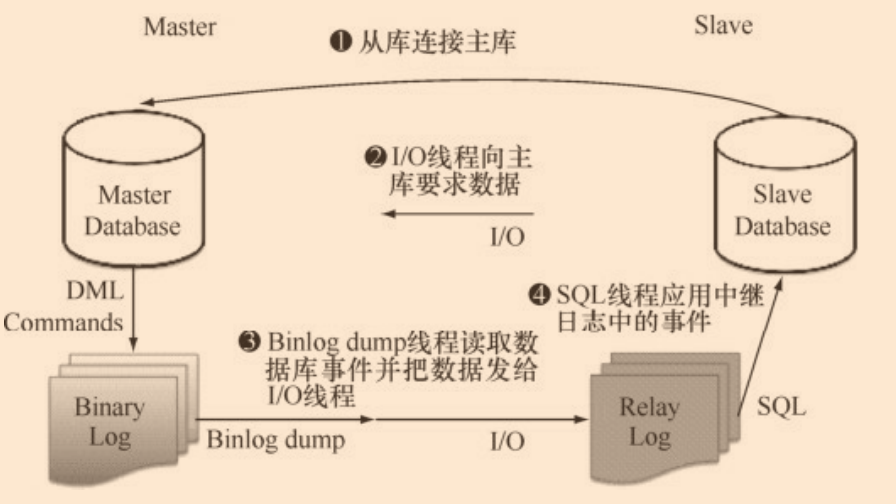 Master
Slave
❶ 从库连接主库
❷ I/O线程向主
库要求数据
I/O
Master
Database
Slave
Database
DML
Commands
❹ SQL线程应用中继
日志中的事件
❸ Binlog dump线程读取数
据库事件并把数据发给
I/O线程
Binary
Log
Binlog dump
I/O
Relay
Log
SQL